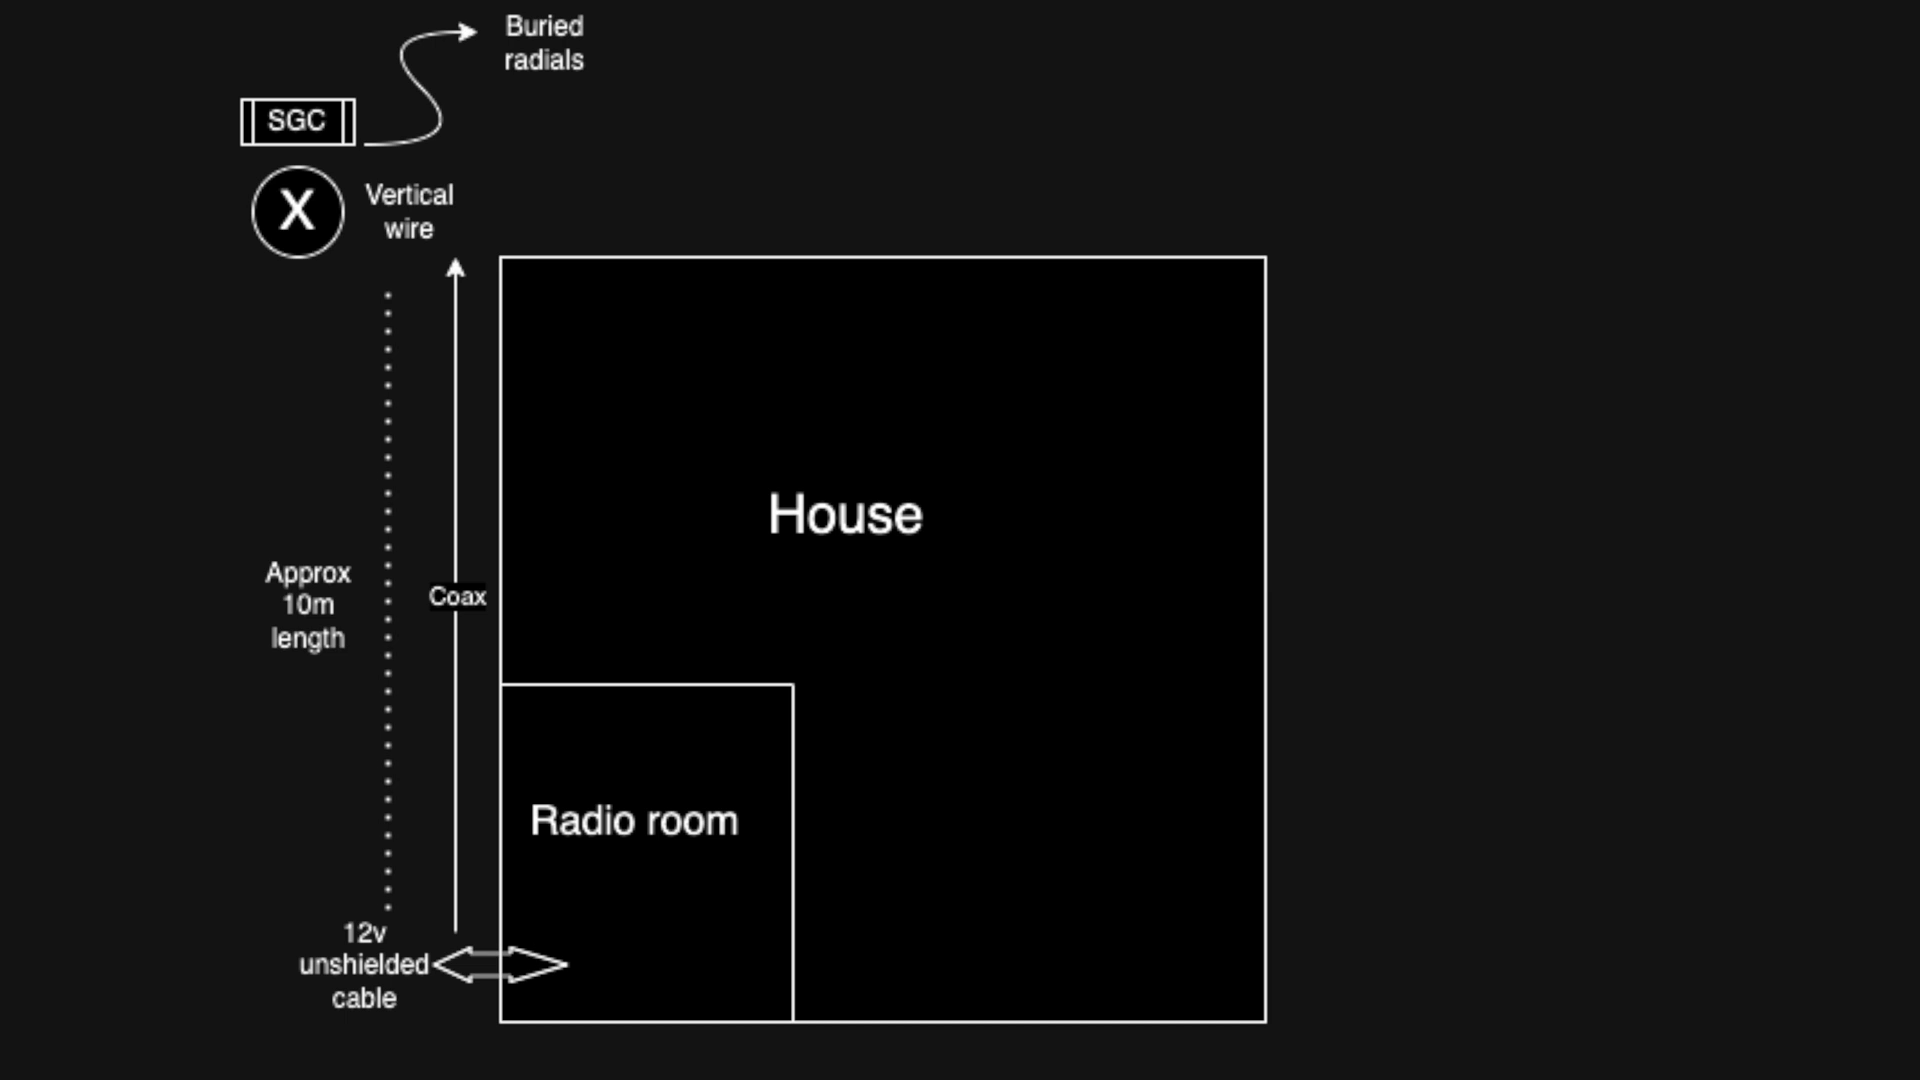 Buried
radials
SGC
X
Vertical
wire
House
Approx
10m
length
Coax
Radio room
12v
unshielded
cable